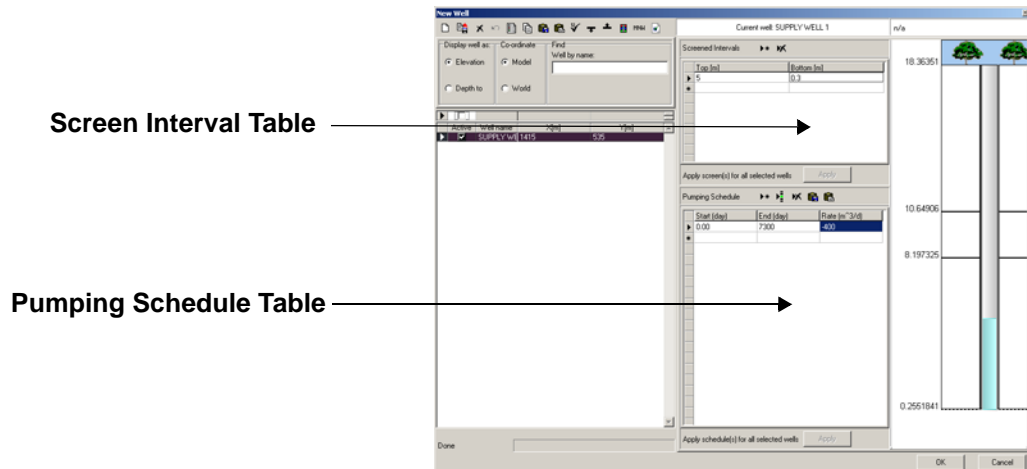 New Well
Current well: SUPPLY WELL 1
n/a
Display well as:
Elevation
Depth to
Co-ordinate
Model
World
Find
Well by name:
Active Well name X[m] Y[m]
SUPPLY WE 1415 535
Done
Screen Interval Table
Pumping Schedule Table
Screened Intervals
Top [m] Bottom [m]
5 0.3
Apply screen(s) for all selected wells Apply
Pumping Schedule
Start [day] End [day] Rate [m^3/d]
0.00 7300 -400
Apply schedule(s) for all selected wells Apply
18.36351
10.64906
8.197325
0.2551841
OK Cancel